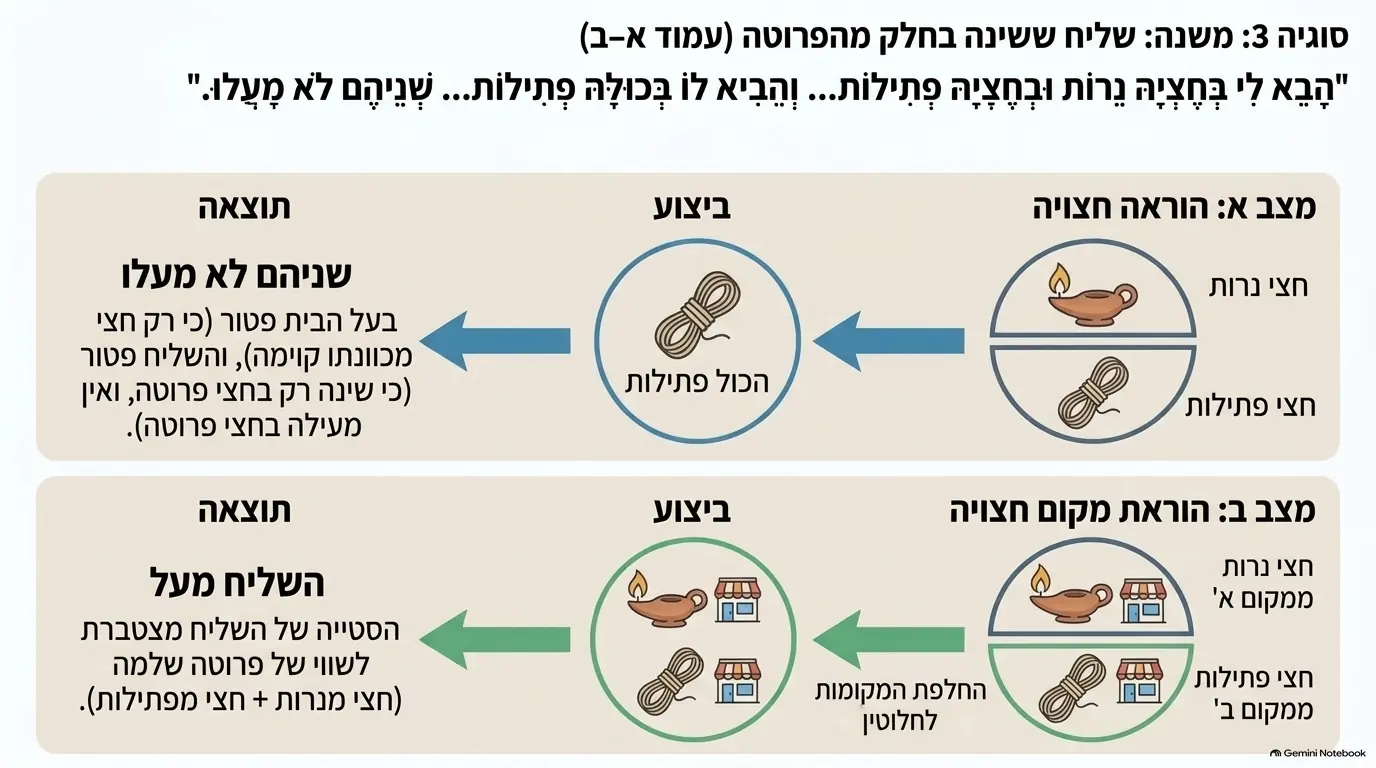 סוגיה 3: משנה: שליח ששינה בחלק מהפרוטה (עמוד א–ב)
"הָבֵא לִי בְּחֶצְיָהּ נֵרוֹת וּבְחֶצְיָהּ פְּתִילוֹת... וְהֵבִיא לוֹ בְּכוּלָּהּ פְּתִילוֹת... שְׁנֵיהֶם לֹא מָעֲלוּ."
מצב א: הוראה חצויה
ביצוע
תוצאה
חצי נרות
חצי פתילות
הכול פתילות
שניהם לא מעלו
בעל הבית פטור (כי רק חצי
מכוונתו קוימה), והשליח פטור
(כי שינה רק בחצי פרוטה, ואין
מעילה בחצי פרוטה).
מצב ב: הוראת מקום חצויה
ביצוע
תוצאה
חצי נרות
ממקום א'
חצי פתילות
ממקום ב'
החלפת המקומות
לחלוטין
השליח מעל
הסטייה של השליח מצטברת
לשווי של פרוטה שלמה
(חצי מנרות + חצי מפתילות).
Gemini Notebook